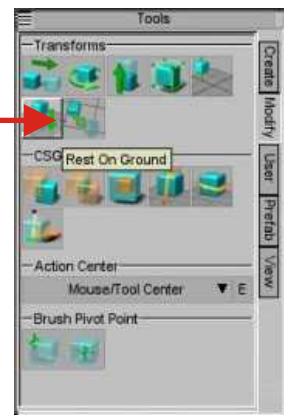 Tools
Transforms
Create
Modify
CSG
Rest On Ground
User
Prefab
View
Action Center
Mouse/Tool Center
E
Brush Pivot Point